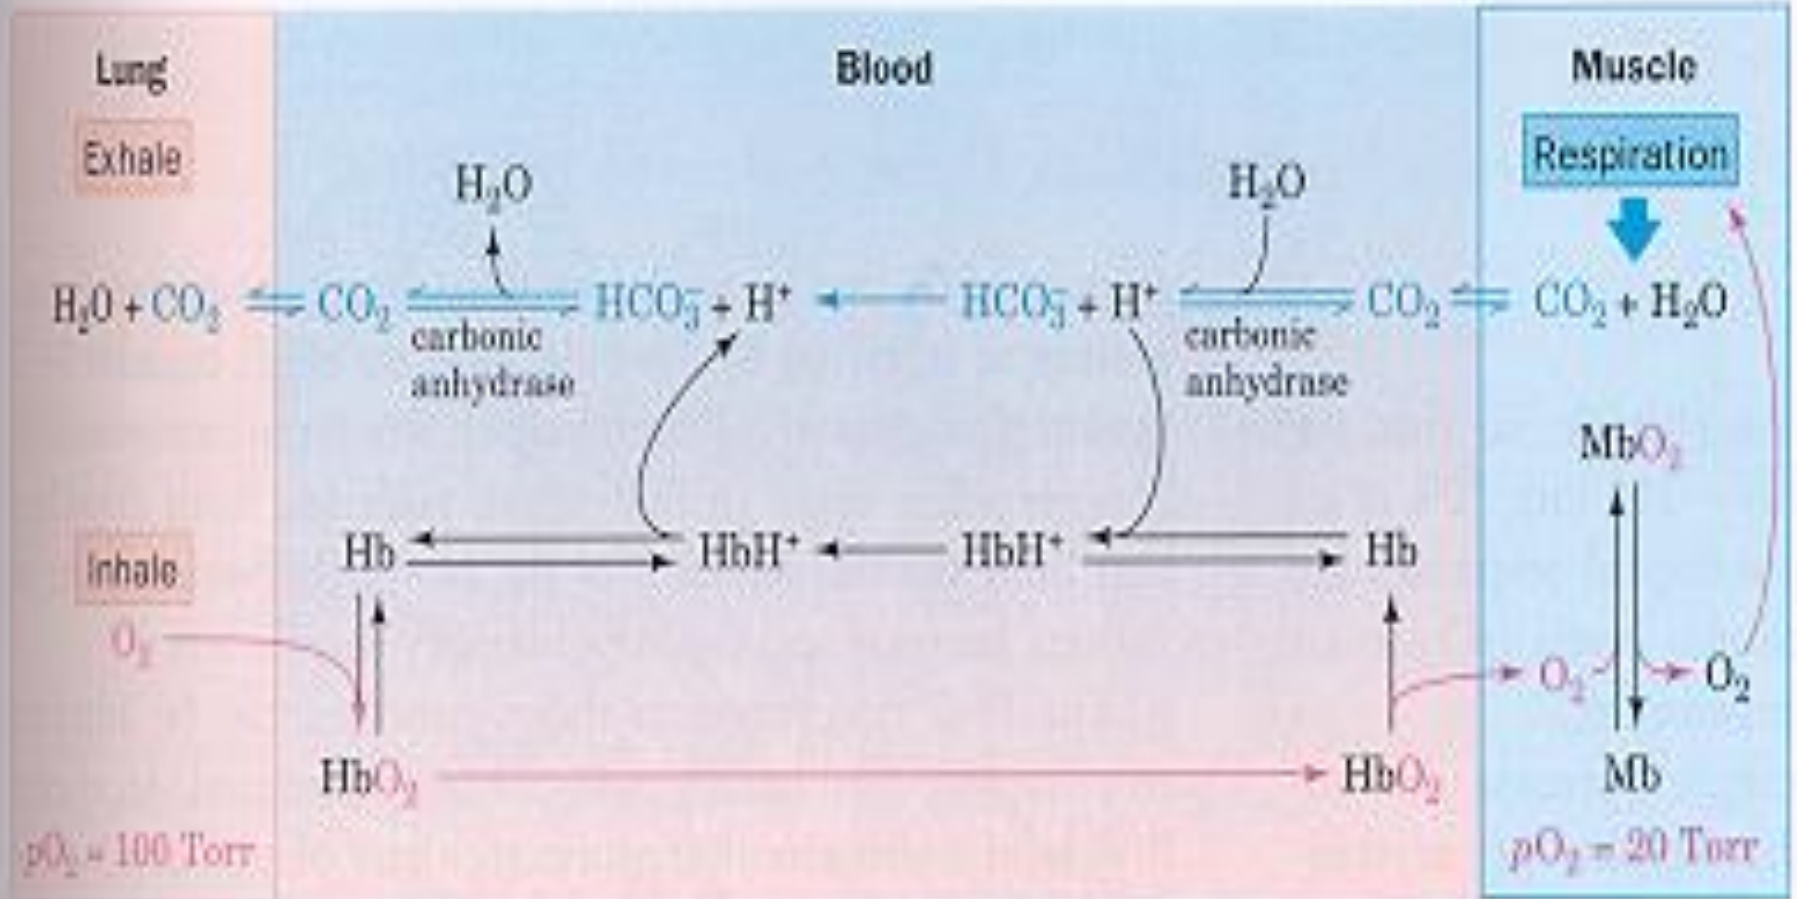 Lung
Blood
Muscle
Exhale
Respiration
H₂O
H₂O
H₂O + CO₂
CO₂
HCO₃⁻ + H⁺
HCO₃⁻ + H⁺
CO₂
CO₂ + H₂O
carbonic
anhydrase
carbonic
anhydrase
MbO₂
Inhale
Hb
HbH⁺
HbH⁺
Hb
O₂
O₂
O₂
HbO₂
HbO₂
Mb
pO₂ = 100 Torr
pO₂ = 20 Torr